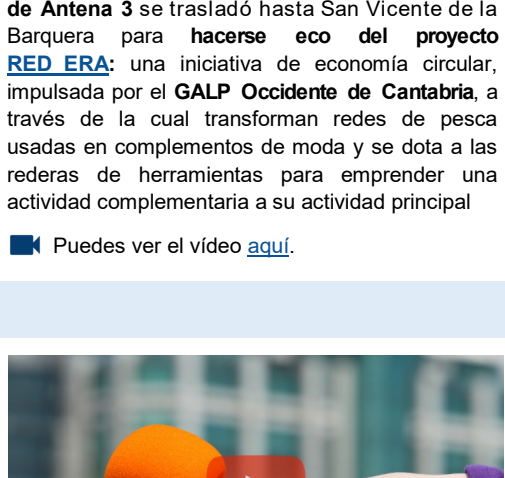 de Antena 3 se trasladó hasta San Vicente de la
Barquera para hacerse eco del proyecto
RED ERA: una iniciativa de economía circular,
impulsada por el GALP Occidente de Cantabria, a
través de la cual transforman redes de pesca
usadas en complementos de moda y se dota a las
rederas de herramientas para emprender una
actividad complementaria a su actividad principal
Puedes ver el vídeo aquí.